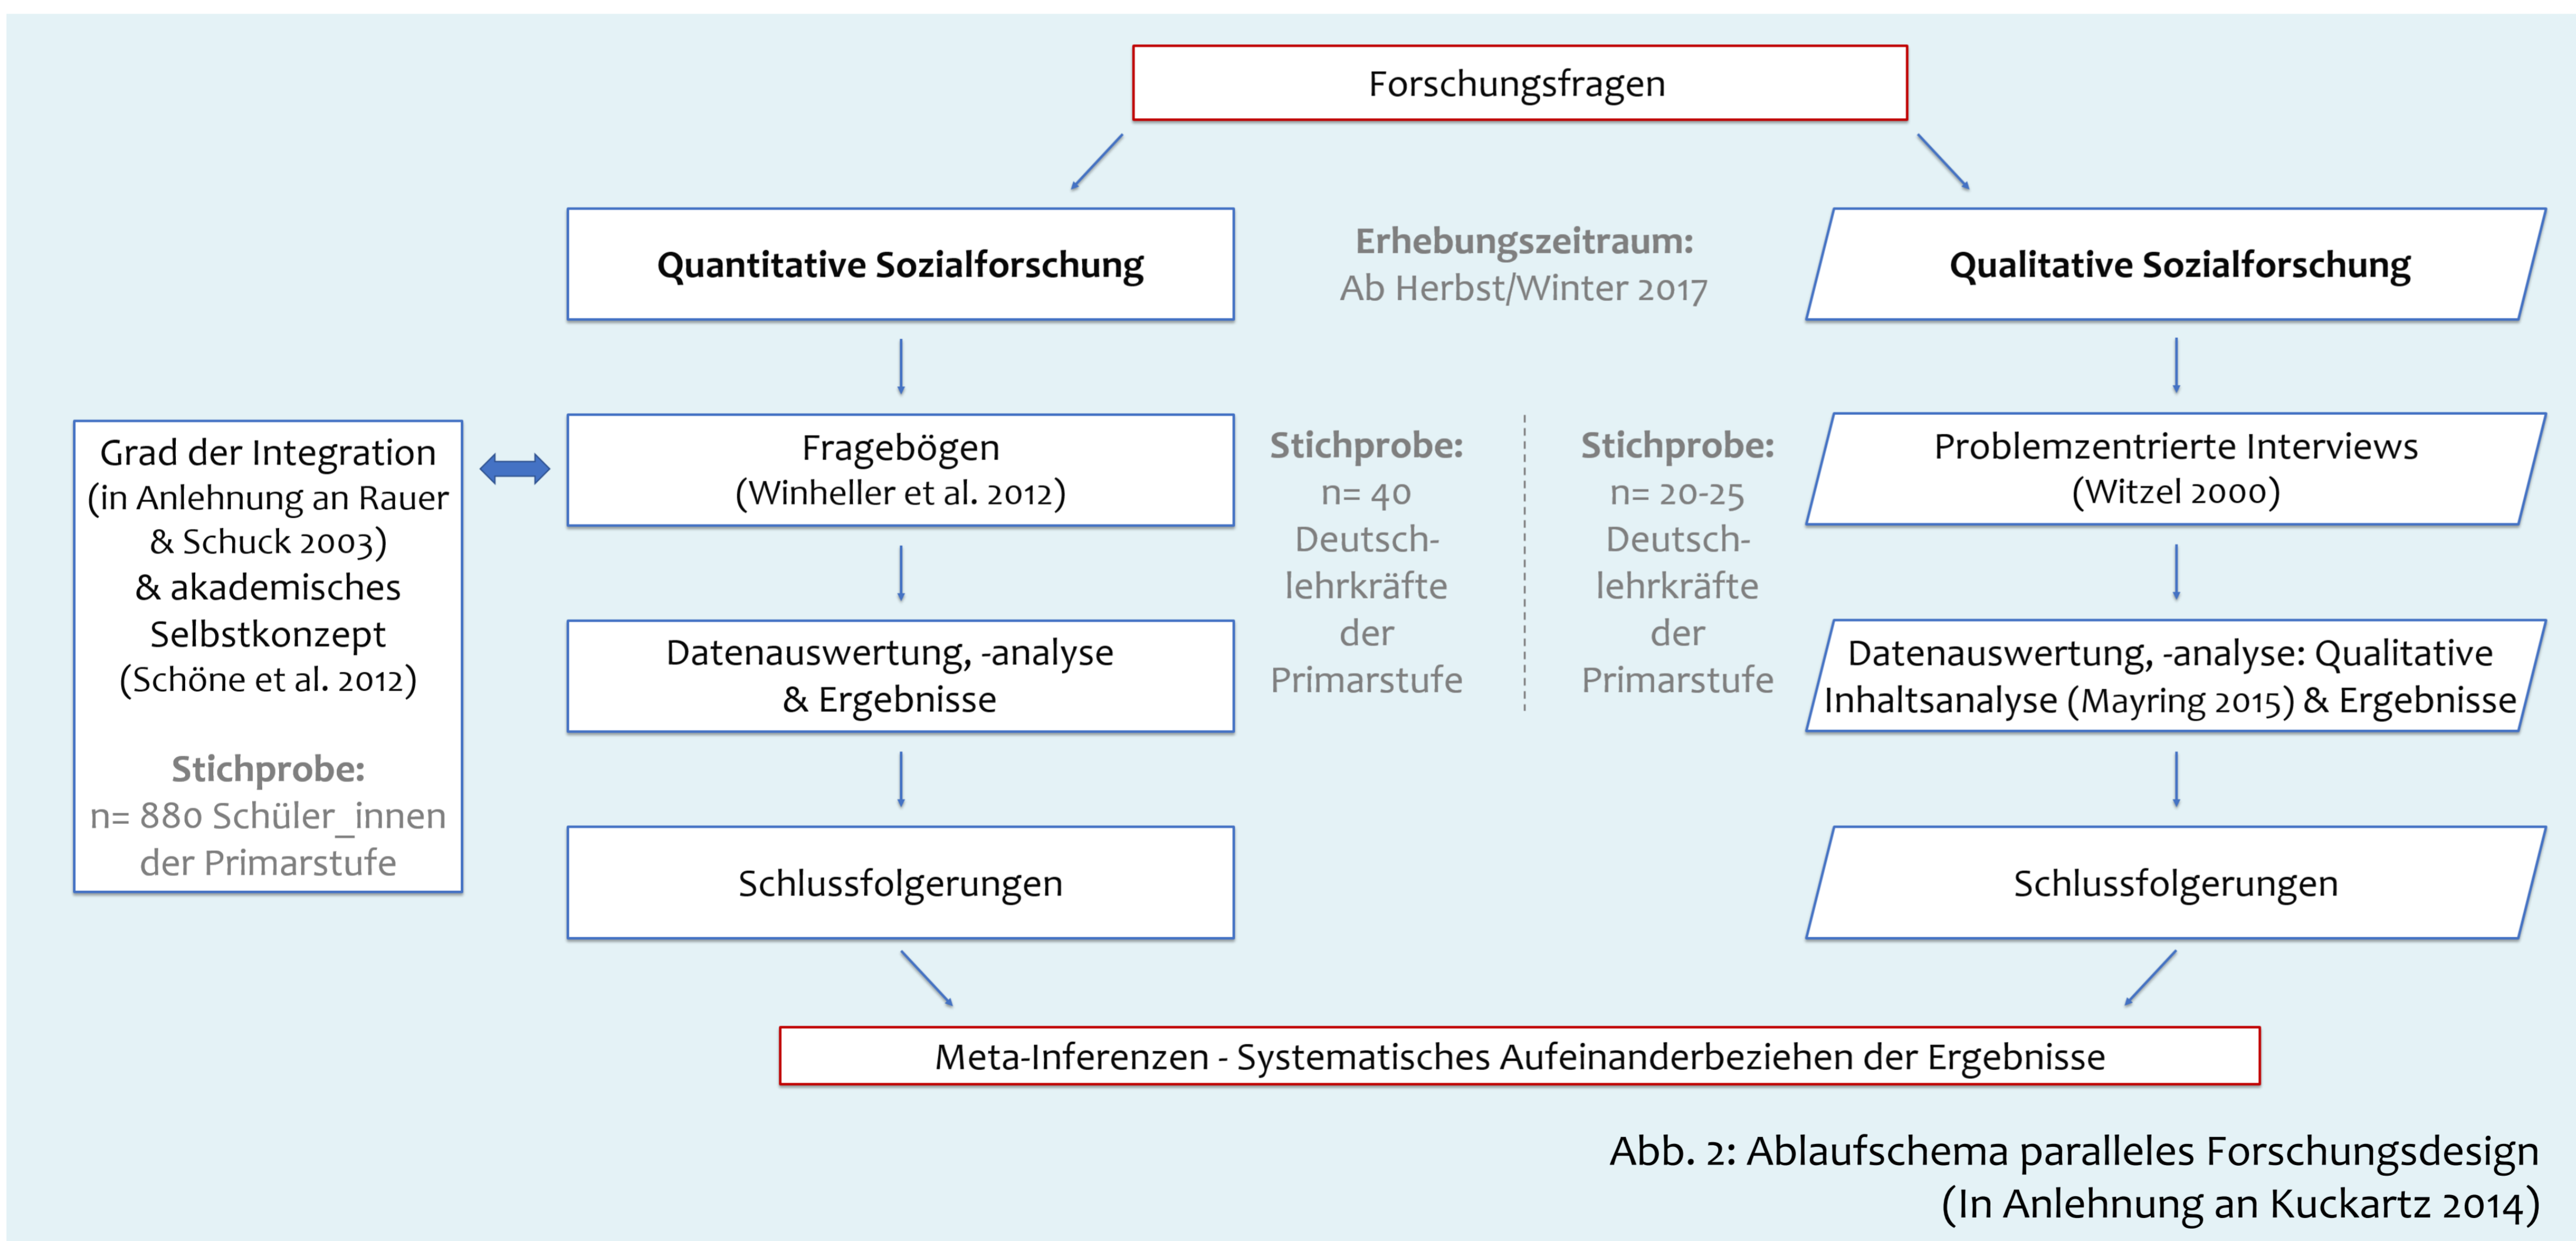 Forschungsfragen
Quantitative Sozialforschung
Erhebungszeitraum:
Ab Herbst/Winter 2017
Qualitative Sozialforschung
Grad der Integration
(in Anlehnung an Rauer
& Schuck 2003)
& akademisches
Selbstkonzept
(Schöne et al. 2012)
Stichprobe:
n= 880 Schüler_innen
der Primarstufe
Fragebögen
(Winheller et al. 2012)
Stichprobe:
n= 40
Deutsch-
lehrkräfte
der
Primarstufe
Stichprobe:
n= 20-25
Deutsch-
lehrkräfte
der
Primarstufe
Problemzentrierte Interviews
(Witzel 2000)
Datenauswertung, -analyse
& Ergebnisse
Datenauswertung, -analyse: Qualitative
Inhaltsanalyse (Mayring 2015) & Ergebnisse
Schlussfolgerungen
Schlussfolgerungen
Meta-Inferenzen - Systematisches Aufeinanderbeziehen der Ergebnisse
Abb. 2: Ablaufschema paralleles Forschungsdesign
(In Anlehnung an Kuckartz 2014)